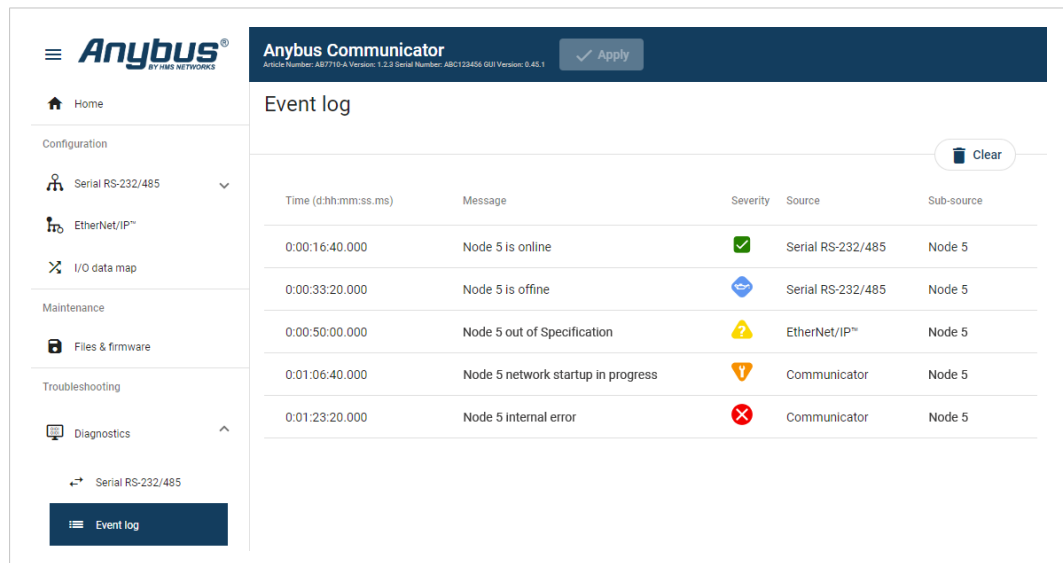 Anybus®
BY HMS NETWORKS
Anybus Communicator
Article Number: AB7710-A Version: 1.2.3 Serial Number: ABC123456 GUI Version: 0.45.1
Apply
Home
Configuration
Serial RS-232/485
EtherNet/IP™
I/O data map
Maintenance
Files & firmware
Troubleshooting
Diagnostics
Serial RS-232/485
Event log
Event log
Clear
Time (d:hh:mm:ss.ms) Message Severity Source Sub-source
0:00:16:40.000 Node 5 is online Serial RS-232/485 Node 5
0:00:33:20.000 Node 5 is offine Serial RS-232/485 Node 5
0:00:50:00.000 Node 5 out of Specification ? EtherNet/IP™ Node 5
0:01:06:40.000 Node 5 network startup in progress Communicator Node 5
0:01:23:20.000 Node 5 internal error Communicator Node 5